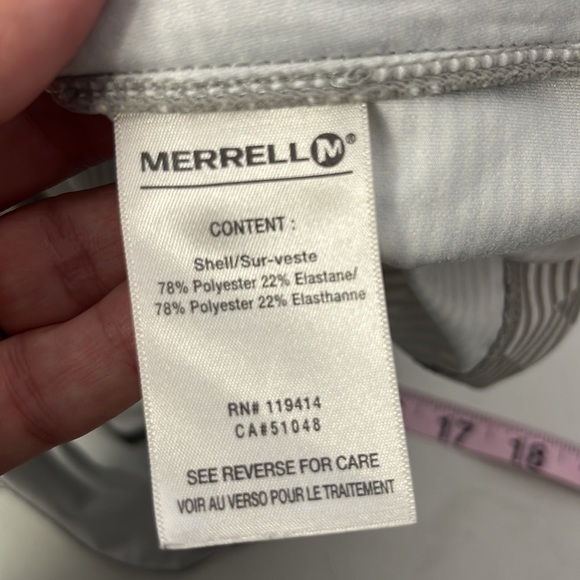 MERRELL M®
CONTENT :
Shell/Sur-veste
78% Polyester 22% Elastane/
78% Polyester 22% Elasthanne
RN# 119414
CA#51048
SEE REVERSE FOR CARE
VOIR AU VERSO POUR LE TRAITEMENT
17 18